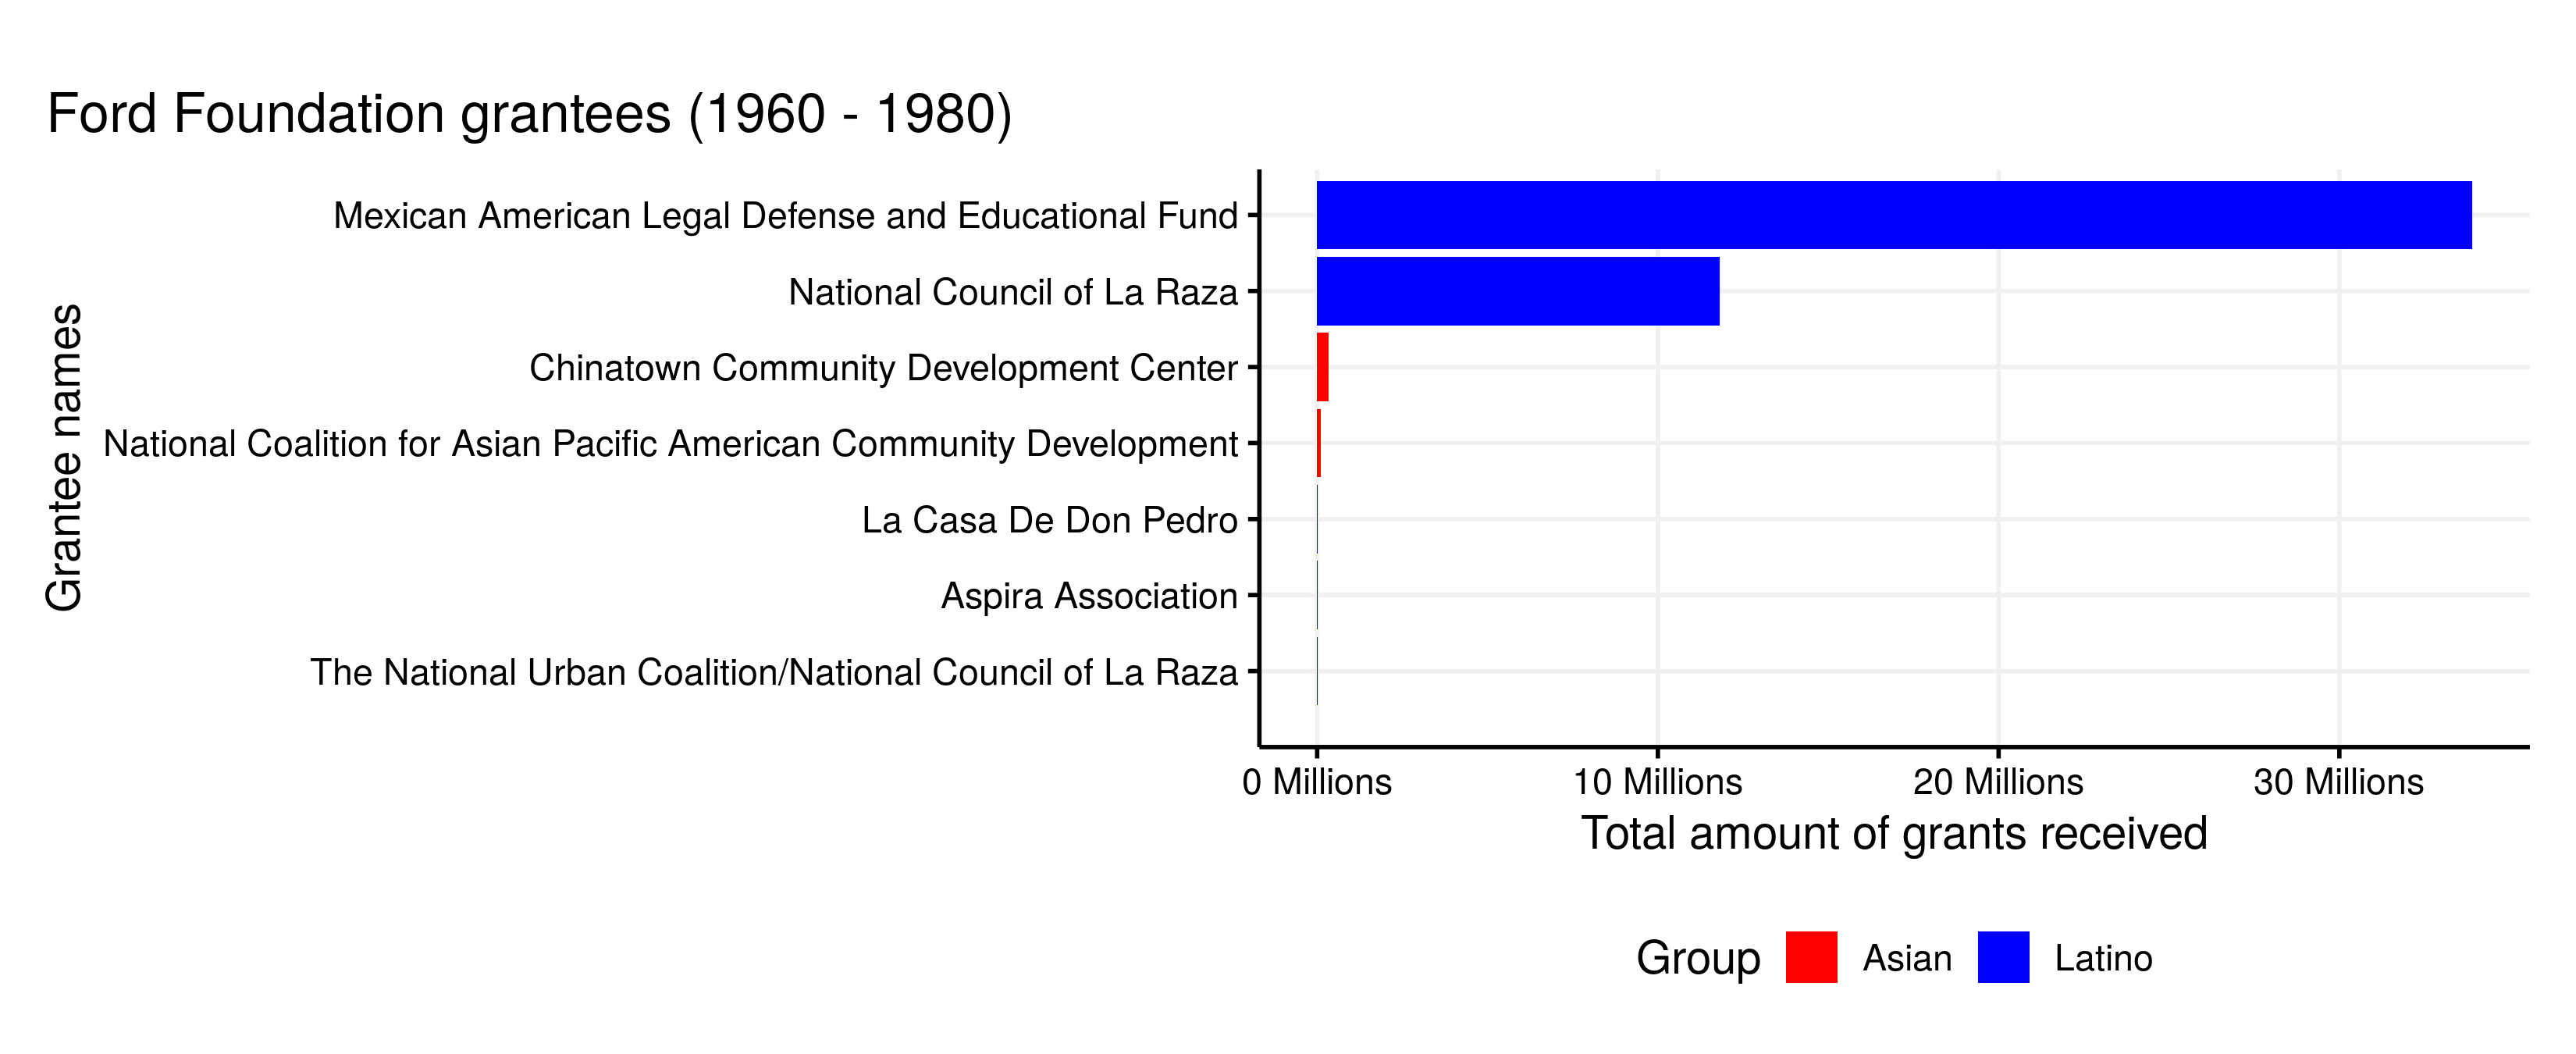 Ford Foundation grantees (1960 - 1980)
Grantee names
Mexican American Legal Defense and Educational Fund
National Council of La Raza
Chinatown Community Development Center
National Coalition for Asian Pacific American Community Development
La Casa De Don Pedro
Aspira Association
The National Urban Coalition/National Council of La Raza
0 Millions 10 Millions 20 Millions 30 Millions
Total amount of grants received
Group Asian Latino